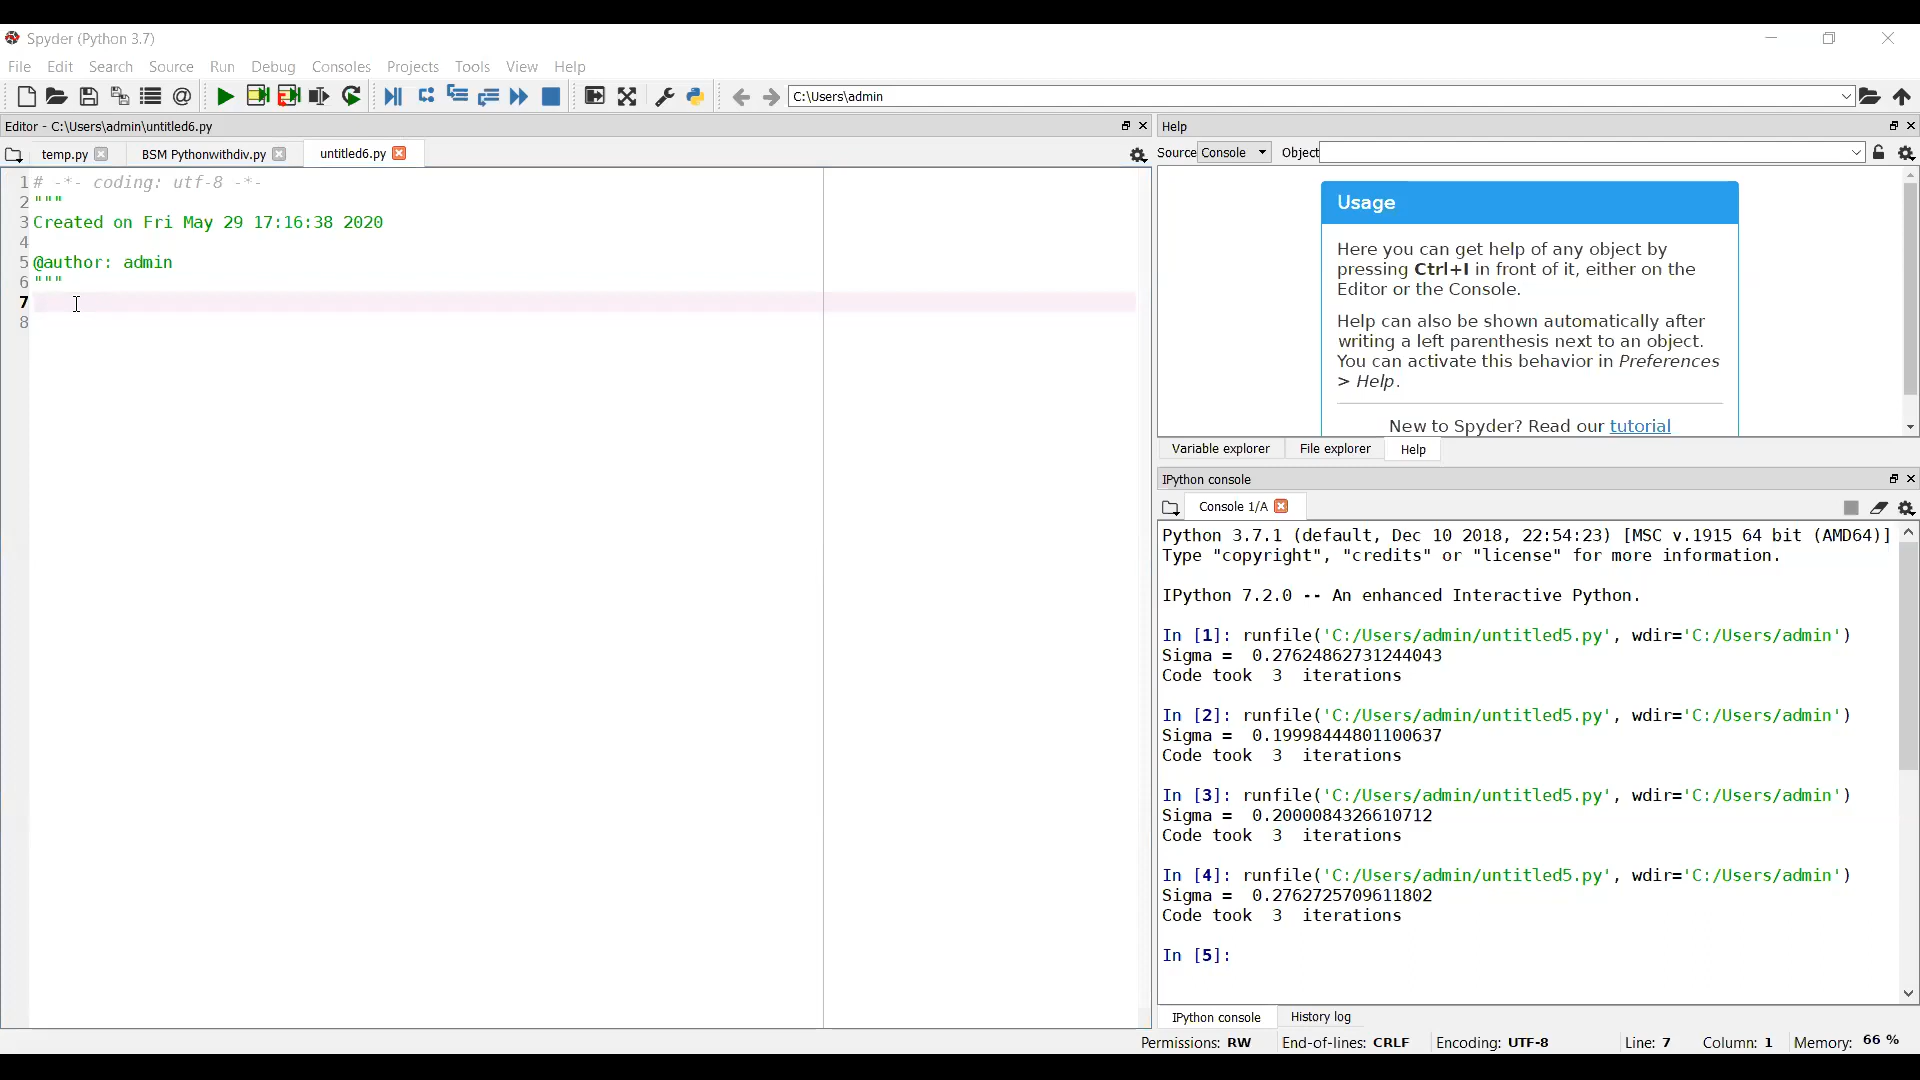 Spyder (Python 3.7)
File Edit Search Source Run Debug Consoles Projects Tools View Help
C:\Users\admin
Editor - C:\Users\admin\untitled6.py
temp.py BSM Pythonwithdiv.py untitled6.py
1 # -*- coding: utf-8 -*-
2 """
3 Created on Fri May 29 17:16:38 2020
4
5 @author: admin
6 """
7
8
Help
Source Console Object
Usage
Here you can get help of any object by
pressing Ctrl+I in front of it, either on the
Editor or the Console.
Help can also be shown automatically after
writing a left parenthesis next to an object.
You can activate this behavior in Preferences
> Help.
New to Spyder? Read our tutorial
Variable explorer File explorer Help
IPython console
Console 1/A
Python 3.7.1 (default, Dec 10 2018, 22:54:23) [MSC v.1915 64 bit (AMD64)]
Type "copyright", "credits" or "license" for more information.
IPython 7.2.0 -- An enhanced Interactive Python.
In [1]: runfile('C:/Users/admin/untitled5.py', wdir='C:/Users/admin')
Sigma =  0.27624862731244043
Code took  3  iterations
In [2]: runfile('C:/Users/admin/untitled5.py', wdir='C:/Users/admin')
Sigma =  0.19998444801100637
Code took  3  iterations
In [3]: runfile('C:/Users/admin/untitled5.py', wdir='C:/Users/admin')
Sigma =  0.2000084326610712
Code took  3  iterations
In [4]: runfile('C:/Users/admin/untitled5.py', wdir='C:/Users/admin')
Sigma =  0.2762725709611802
Code took  3  iterations
In [5]:
IPython console History log
Permissions: RW End-of-lines: CRLF Encoding: UTF-8 Line: 7 Column: 1 Memory: 66 %